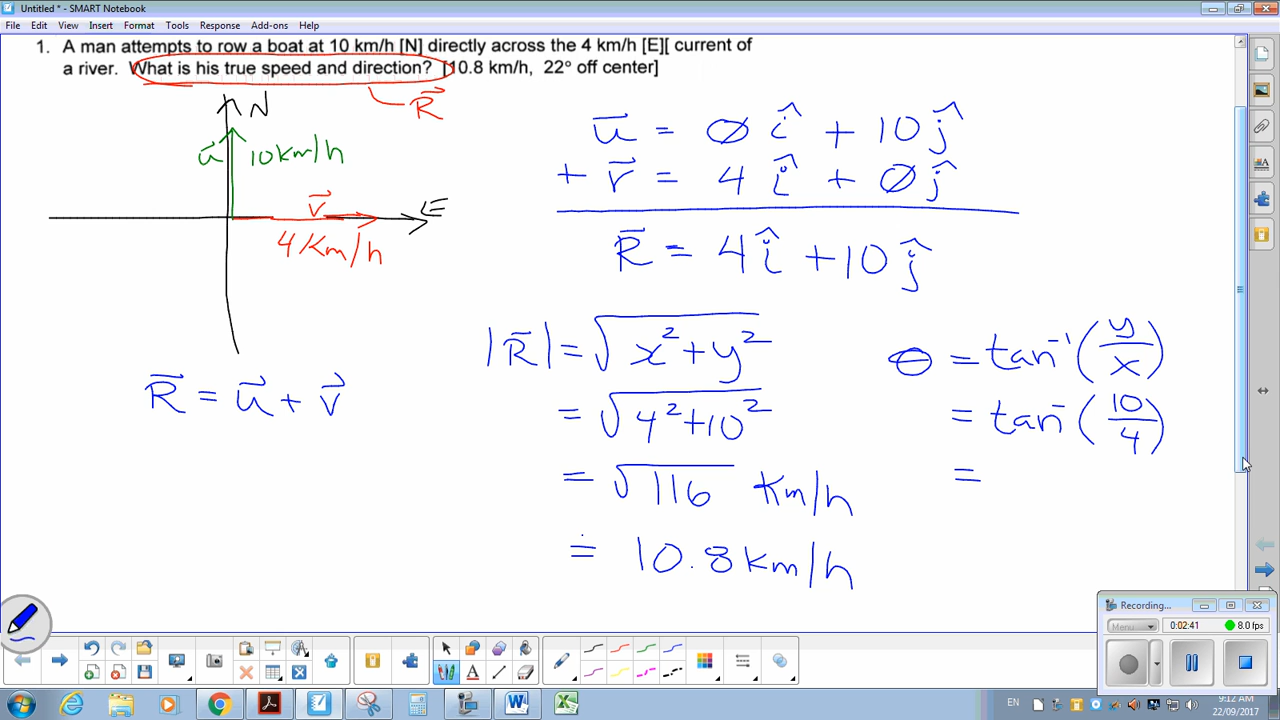 Untitled * - SMART Notebook
File Edit View Insert Format Tools Response Add-ons Help
1. A man attempts to row a boat at 10 km/h [N] directly across the 4 km/h [E][ current of
a river. What is his true speed and direction? [10.8 km/h, 22° off center]
N
R⃗
u⃗ 10km/h
v⃗
E
4 km/h
R⃗ = u⃗ + v⃗
u⃗ = 0 î + 10 ĵ
+ v⃗ = 4 î + 0 ĵ
R⃗ = 4 î + 10 ĵ
|R⃗| = √(x² + y²)
= √(4² + 10²)
= √116 km/h
= 10.8 km/h
θ = tan⁻¹ (y/x)
= tan⁻ (10/4)
=
Recording...
Menu
0:02:41 8.0 fps
EN
9:12 AM
22/09/2017